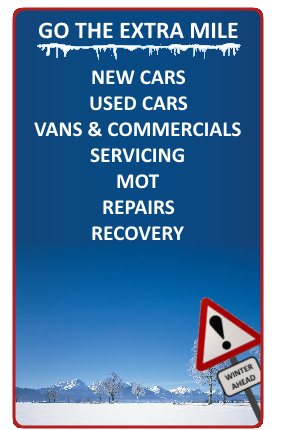 GO THE EXTRA MILE
NEW CARS
USED CARS
VANS & COMMERCIALS
SERVICING
MOT
REPAIRS
RECOVERY
!
WINTER
AHEAD